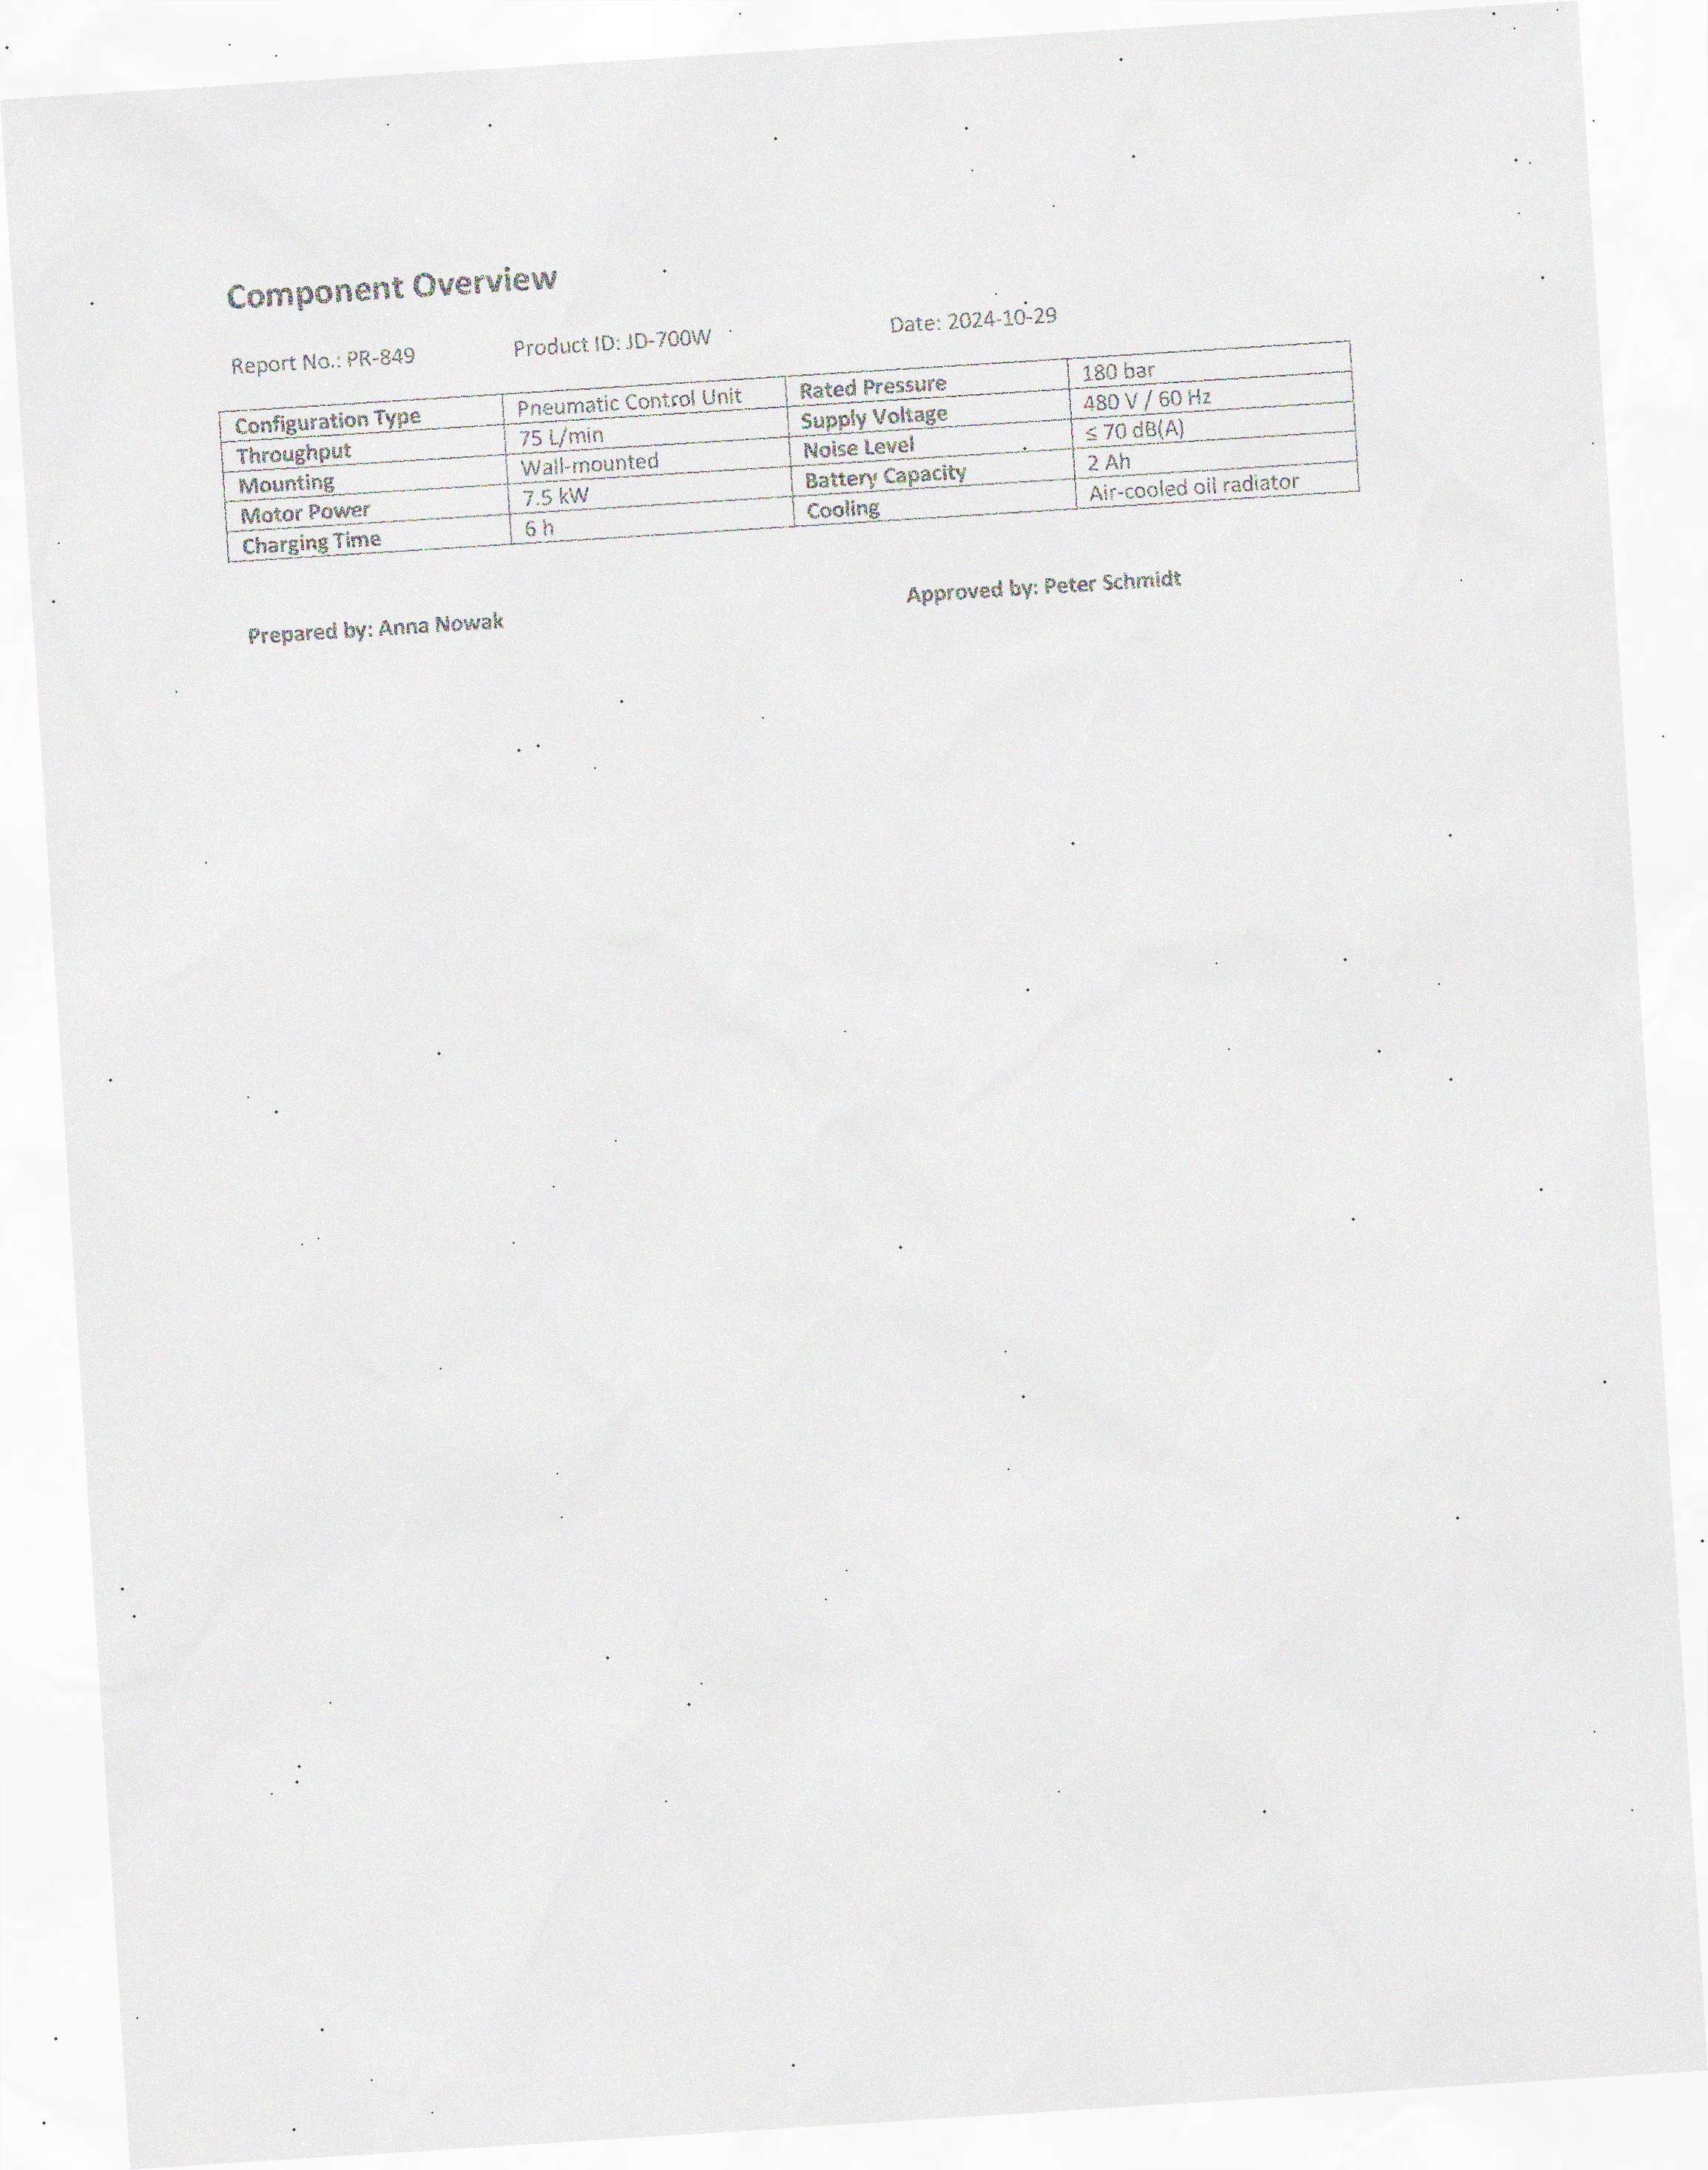 Component Overview
Report No.: PR-849 Product ID: JD-700W Date: 2024-10-29
Configuration Type Pneumatic Control Unit Rated Pressure 180 bar
Throughput 75 L/min Supply Voltage 480 V / 60 Hz
Mounting Wall-mounted Noise Level ≤ 70 dB(A)
Motor Power 7.5 kW Battery Capacity 2 Ah
Charging Time 6 h Cooling Air-cooled oil radiator
Prepared by: Anna Nowak Approved by: Peter Schmidt